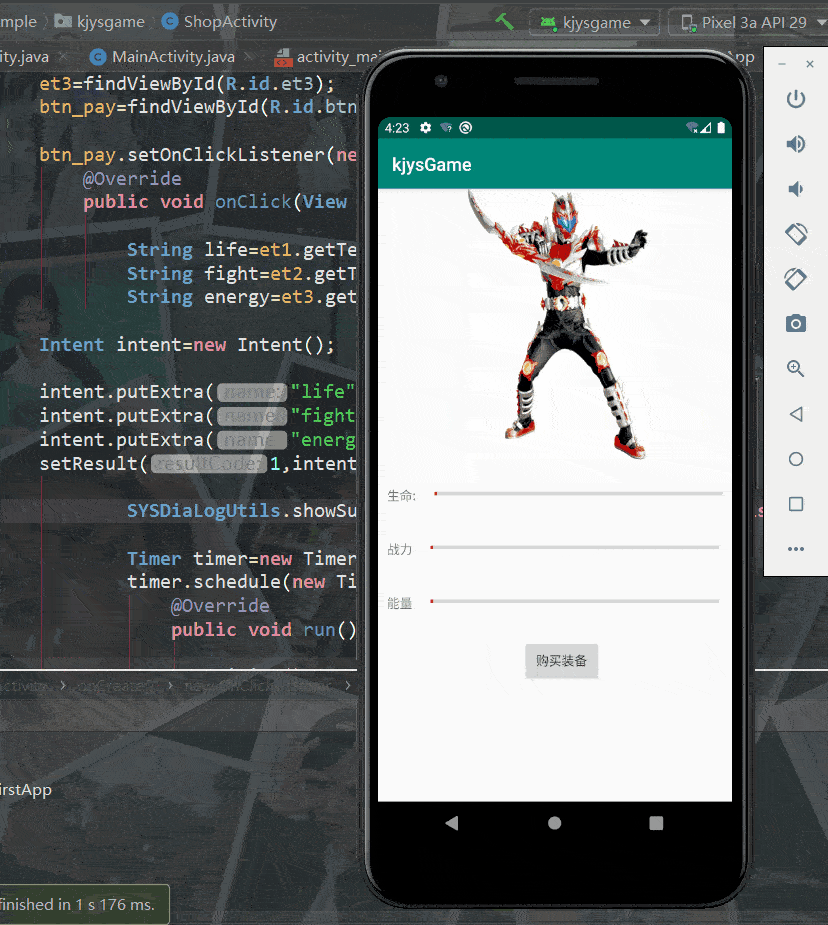 mple kjysgame ShopActivity kjysgame Pixel 3a API 29
ity.java MainActivity.java activity_mai App
et3=findViewById(R.id.et3);
btn_pay=findViewById(R.id.btn
btn_pay.setOnClickListener(ne
@Override
public void onClick(View
String life=et1.getTe
String fight=et2.getT
String energy=et3.get
Intent intent=new Intent();
intent.putExtra( name: "life"
intent.putExtra( name: "fight
intent.putExtra( name: "energ
setResult( resultCode: 1,intent
SYSDiaLogUtils.showSu
Timer timer=new Timer
timer.schedule(new Ti
@Override
public void run()
irstApp
finished in 1 s 176 ms.
4:23
kjysGame
生命:
战力
能量
购买装备